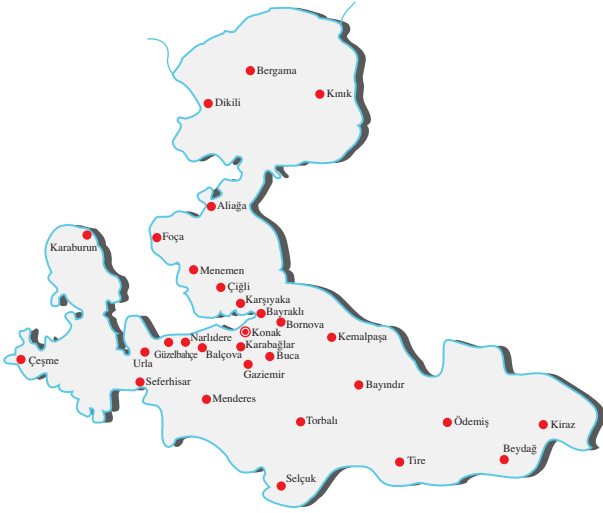 Bergama
Kınık
Dikili
Aliağa
Foça
Karaburun
Menemen
Çiğli
Karşıyaka
Bayraklı
Bornova
Konak
Kemalpaşa
Narlıdere
Karabağlar
Güzelbahçe
Balçova
Buca
Çeşme
Urla
Gaziemir
Seferhisar
Bayındır
Menderes
Torbalı
Ödemiş
Kiraz
Beydağ
Tire
Selçuk